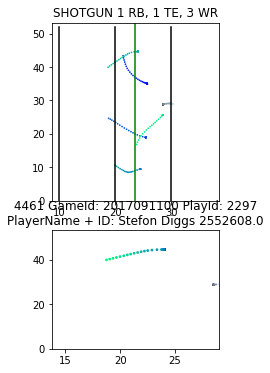 SHOTGUN 1 RB, 1 TE, 3 WR
50
40
30
20
10
0
10 20 30
4461 GameId: 2017091100 PlayId: 2297
PlayerName + ID: Stefon Diggs 2552608.0
40
20
0
15 20 25